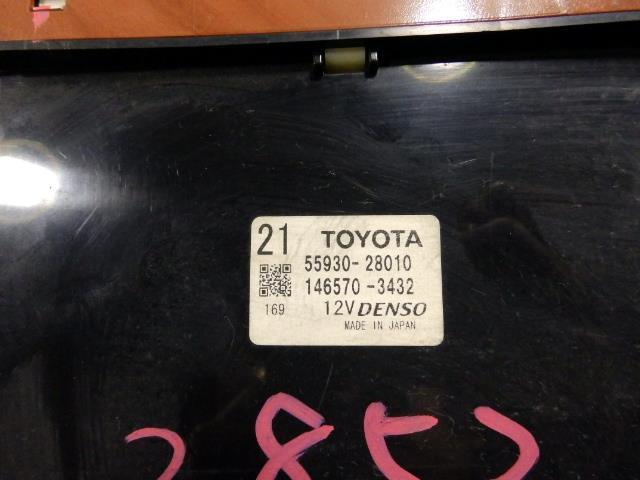 21 TOYOTA
55930-28010
146570-3432
169 12V DENSO
MADE IN JAPAN